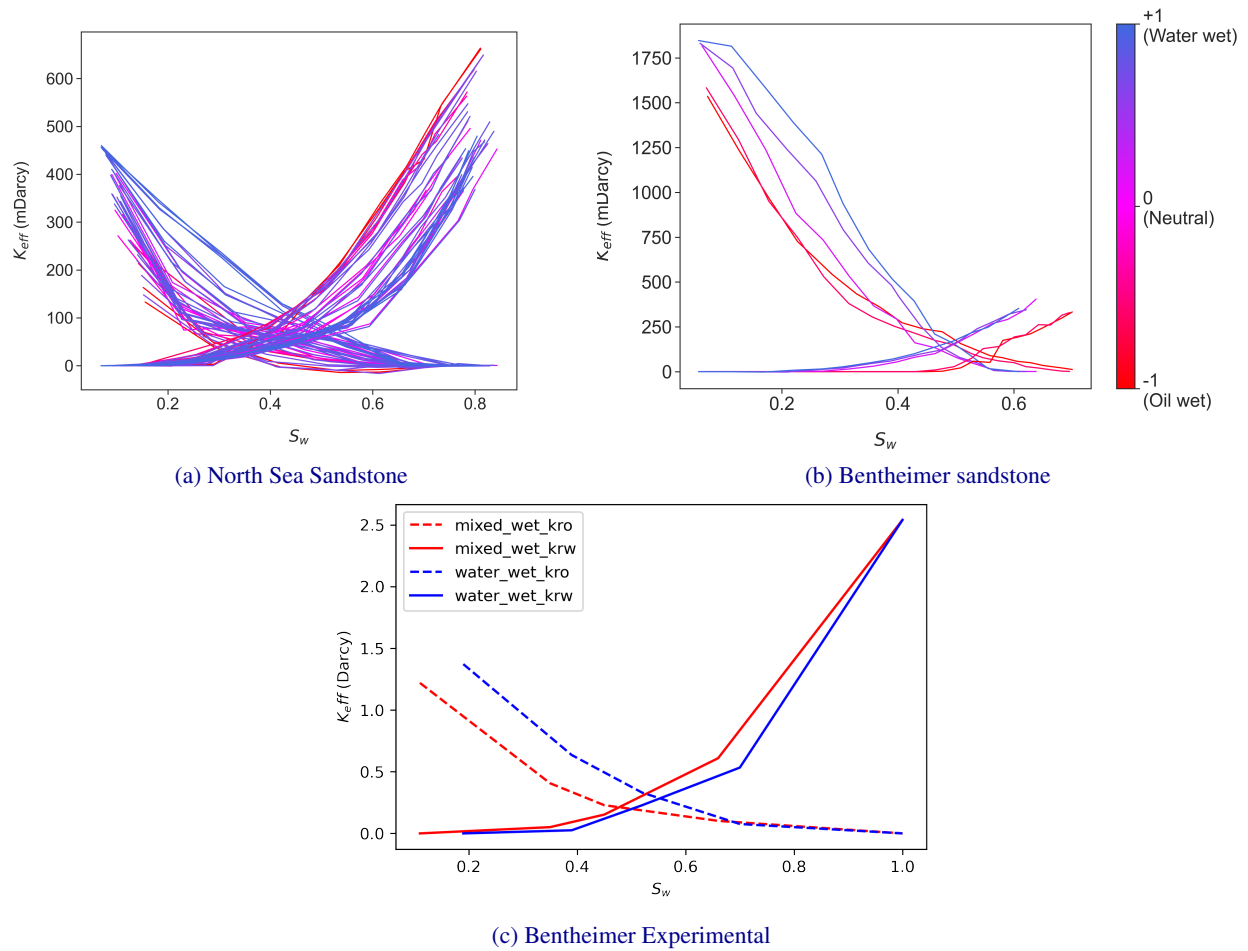 600
500
400
300
200
100
0
K_eff (mDarcy)
0.2 0.4 0.6 0.8
S_w
(a) North Sea Sandstone
1750
1500
1250
1000
750
500
250
0
K_eff (mDarcy)
0.2 0.4 0.6
S_w
(b) Bentheimer sandstone
+1
(Water wet)
0
(Neutral)
-1
(Oil wet)
mixed_wet_kro
mixed_wet_krw
water_wet_kro
water_wet_krw
2.5
2.0
1.5
1.0
0.5
0.0
K_eff (Darcy)
0.2 0.4 0.6 0.8 1.0
S_w
(c) Bentheimer Experimental